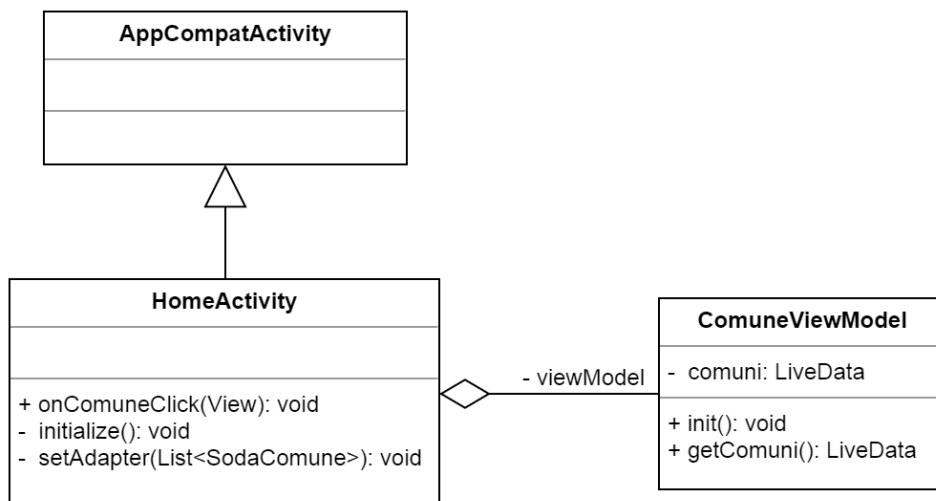 AppCompatActivity
HomeActivity
+ onComuneClick(View): void
- initialize(): void
- setAdapter(List<SodaComune>): void
- viewModel
ComuneViewModel
- comuni: LiveData
+ init(): void
+ getComuni(): LiveData